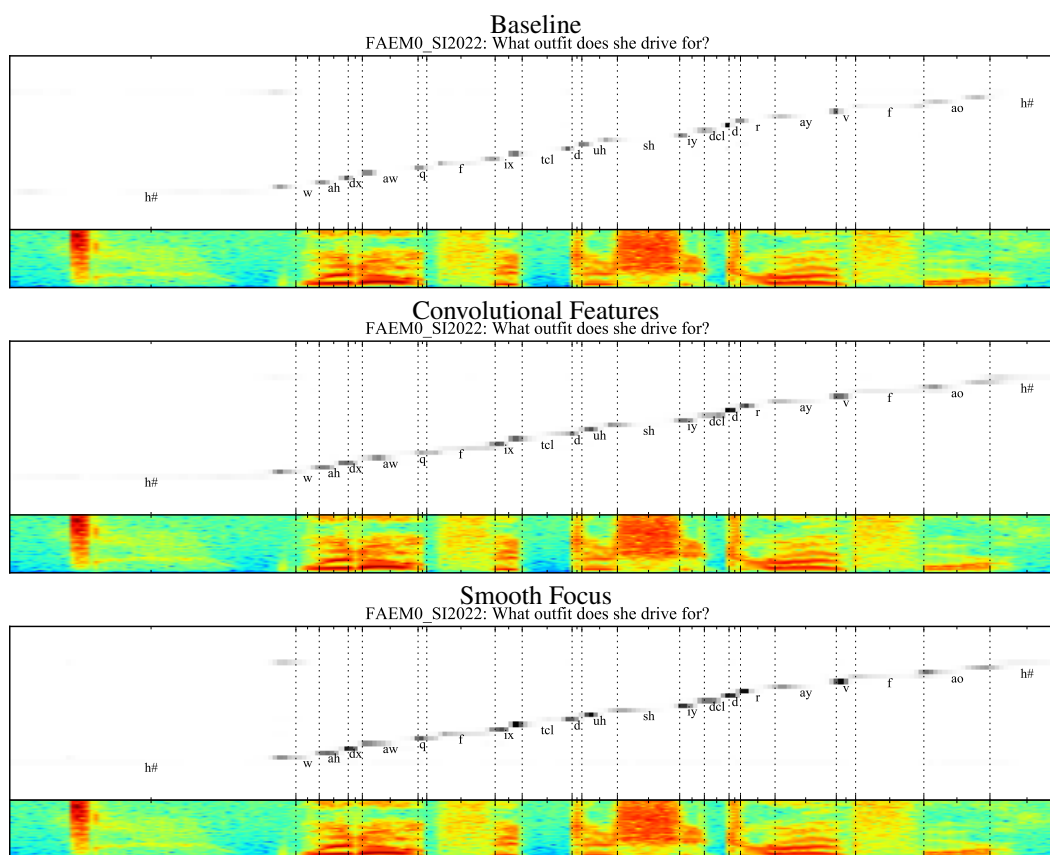 Baseline
FAEM0_SI2022: What outfit does she drive for?
h# w ah dx aw q f ix tcl d uh sh iy dcl d r ay v f ao h#
Convolutional Features
FAEM0_SI2022: What outfit does she drive for?
h# w ah dx aw q f ix tcl d uh sh iy dcl d r ay v f ao h#
Smooth Focus
FAEM0_SI2022: What outfit does she drive for?
h# w ah dx aw q f ix tcl d uh sh iy dcl d r ay v f ao h#